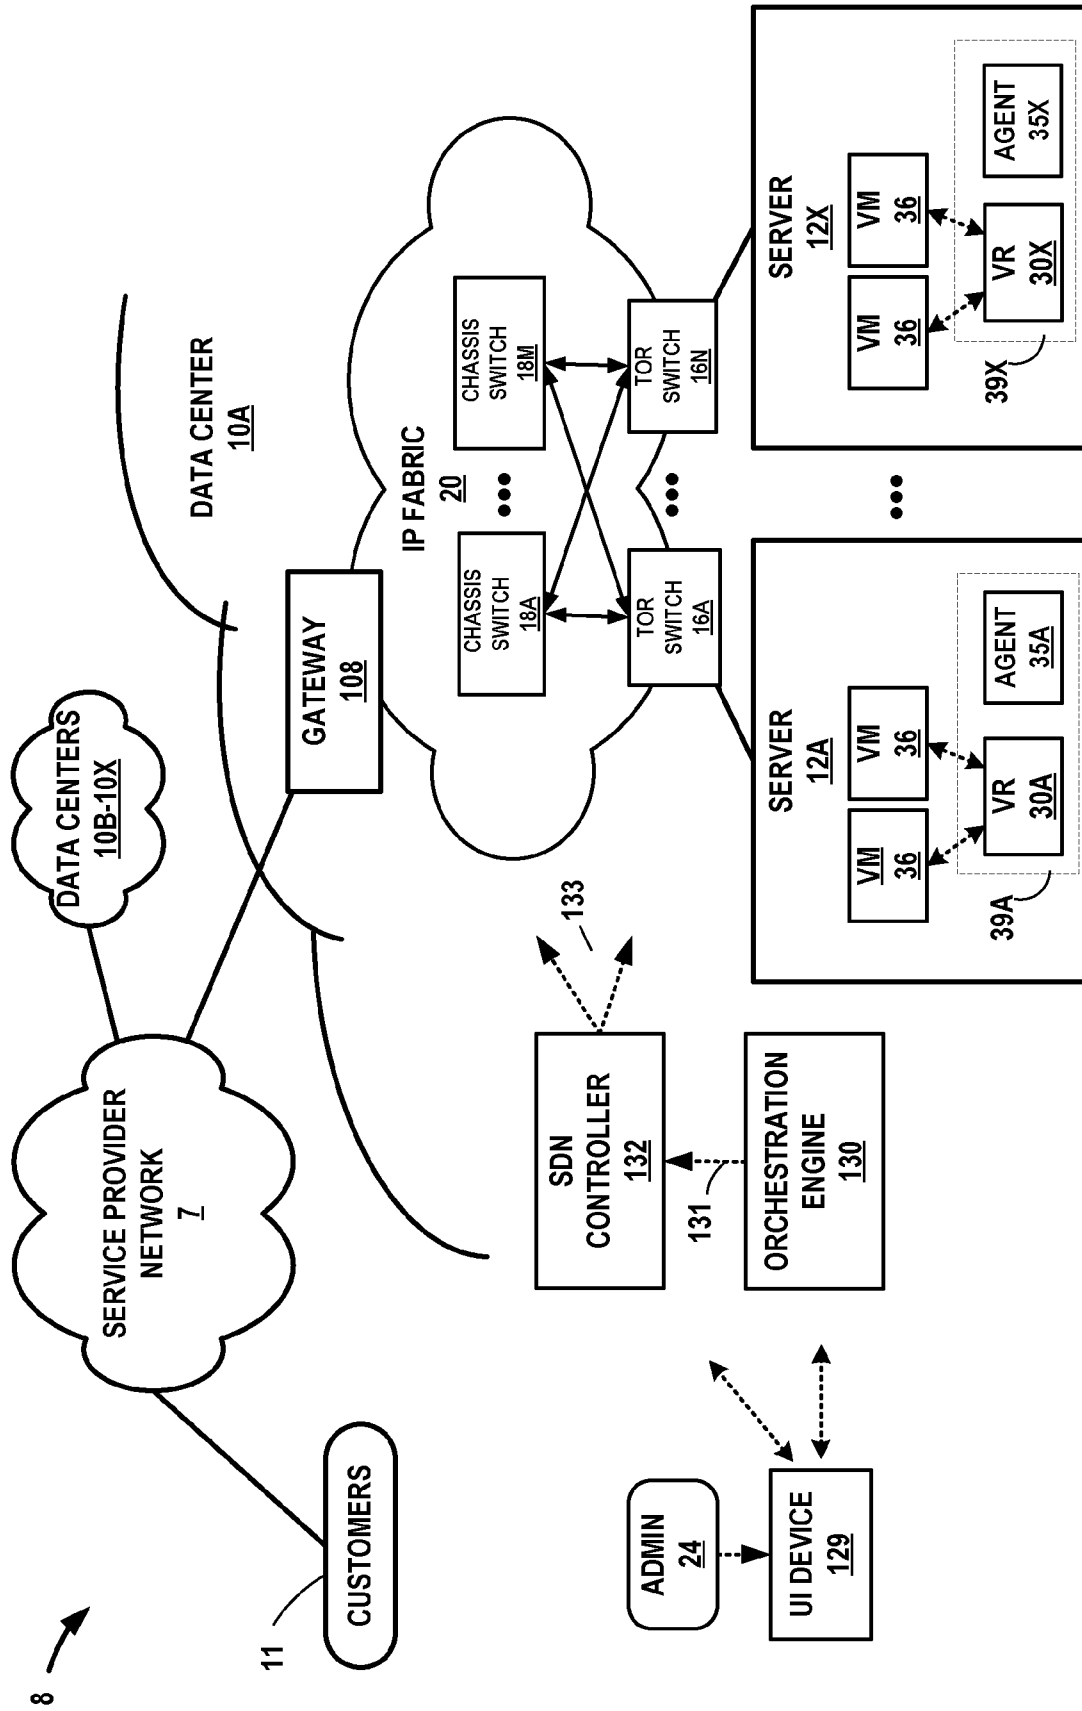 8
DATA CENTERS
10B-10X
SERVICE PROVIDER
NETWORK
7
DATA CENTER
10A
11
CUSTOMERS
GATEWAY
108
IP FABRIC
20
CHASSIS
SWITCH
18A
CHASSIS
SWITCH
18M
TOR
SWITCH
16A
TOR
SWITCH
16N
133
SDN
CONTROLLER
132
131
ORCHESTRATION
ENGINE
130
ADMIN
24
UI DEVICE
129
SERVER
12A
VM
36
VM
36
VR
30A
AGENT
35A
39A
SERVER
12X
VM
36
VM
36
VR
30X
AGENT
35X
39X